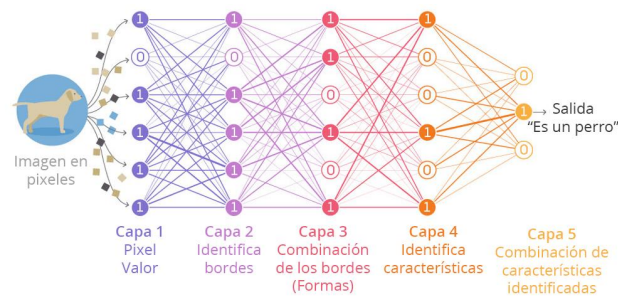 1 1 1 1
0 0 1 0
0
1 1 0 1
1 Salida
"Es un perro"
1 1 1 1
0
1 1 0 0
1 1 1 1
Imagen en
pixeles
Capa 1
Pixel
Valor
Capa 2
Identifica
bordes
Capa 3
Combinación
de los bordes
(Formas)
Capa 4
Identifica
características
Capa 5
Combinación de
características
identificadas